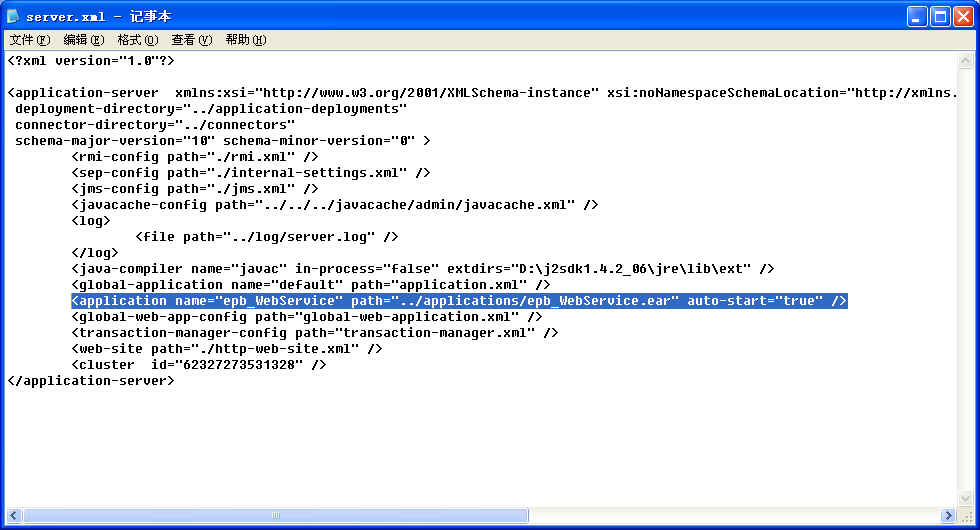 server.xml - 记事本
文件(F) 编辑(E) 格式(O) 查看(V) 帮助(H)
<?xml version="1.0"?>
<application-server  xmlns:xsi="http://www.w3.org/2001/XMLSchema-instance" xsi:noNamespaceSchemaLocation="http://xmlns.
 deployment-directory="../application-deployments"
 connector-directory="../connectors"
 schema-major-version="10" schema-minor-version="0" >
        <rmi-config path="./rmi.xml" />
        <sep-config path="./internal-settings.xml" />
        <jms-config path="./jms.xml" />
        <javacache-config path="../../../javacache/admin/javacache.xml" />
        <log>
                <file path="../log/server.log" />
        </log>
        <java-compiler name="javac" in-process="false" extdirs="D:\j2sdk1.4.2_06\jre\lib\ext" />
        <global-application name="default" path="application.xml" />
        <application name="epb_WebService" path="../applications/epb_WebService.ear" auto-start="true" />
        <global-web-app-config path="global-web-application.xml" />
        <transaction-manager-config path="transaction-manager.xml" />
        <web-site path="./http-web-site.xml" />
        <cluster  id="62327273531328" />
</application-server>